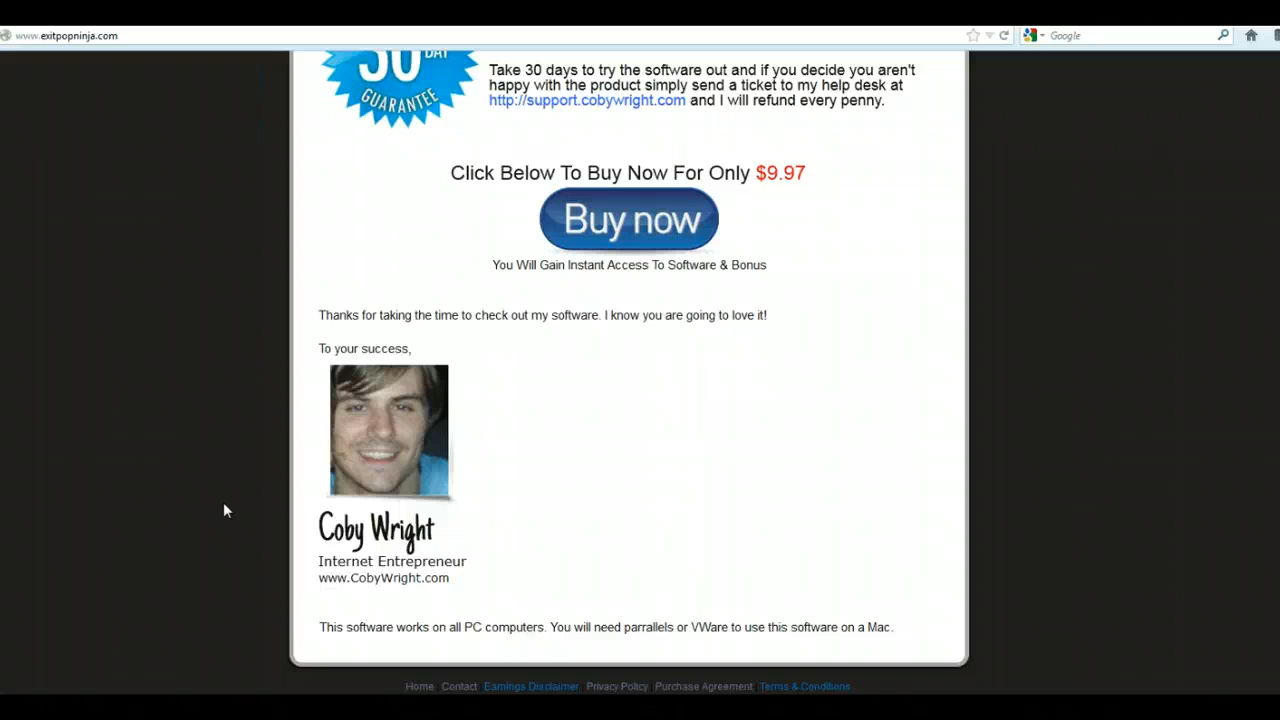 www.exitpopninja.com
Google
30 DAY
GUARANTEE
Take 30 days to try the software out and if you decide you aren't
happy with the product simply send a ticket to my help desk at
http://support.cobywright.com and I will refund every penny.
Click Below To Buy Now For Only $9.97
Buy now
You Will Gain Instant Access To Software & Bonus
Thanks for taking the time to check out my software. I know you are going to love it!
To your success,
Coby Wright
Internet Entrepreneur
www.CobyWright.com
This software works on all PC computers. You will need parrallels or VWare to use this software on a Mac.
Home Contact Earnings Disclaimer Privacy Policy Purchase Agreement Terms & Conditions